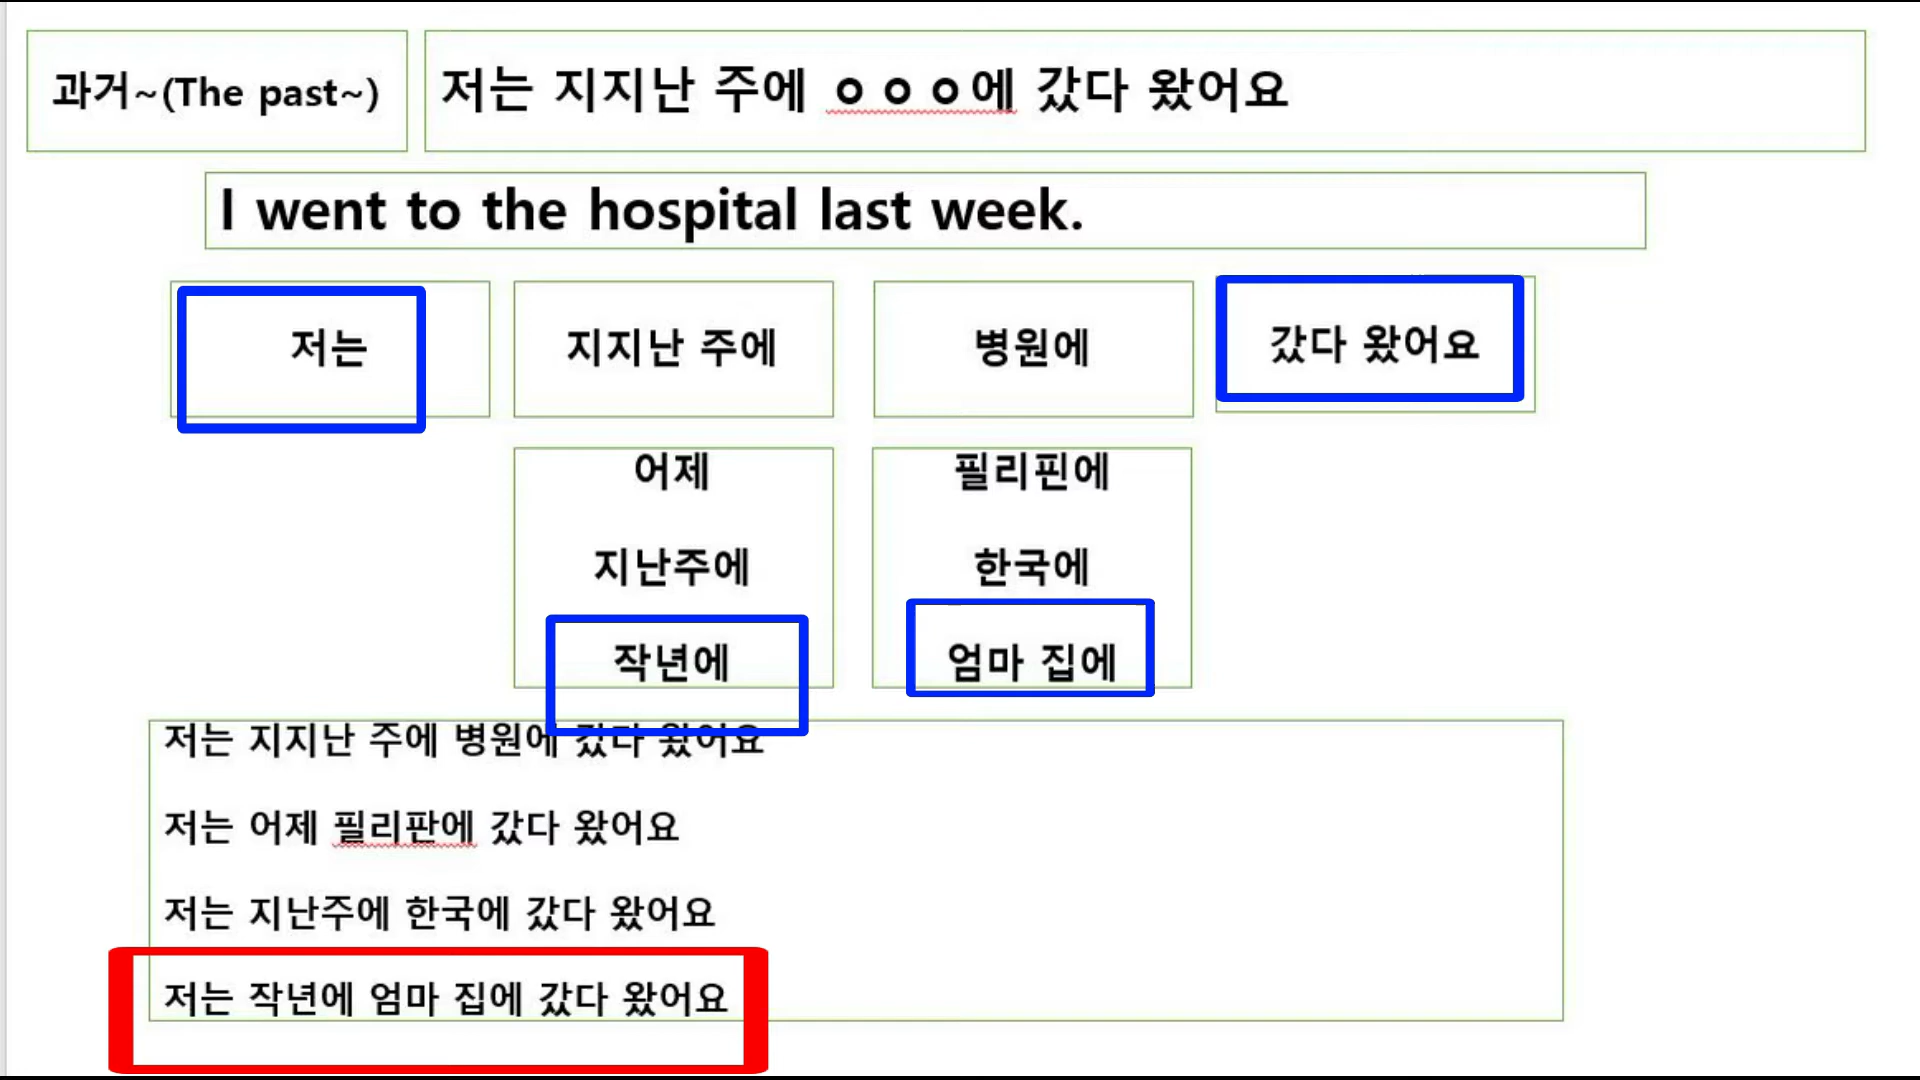 과거~(The past~)
저는 지지난 주에 ㅇㅇㅇ에 갔다 왔어요
I went to the hospital last week.
저는
지지난 주에
병원에
갔다 왔어요
어제
지난주에
작년에
필리핀에
한국에
엄마 집에
저는 지지난 주에 병원에 갔다 왔어요
저는 어제 필리판에 갔다 왔어요
저는 지난주에 한국에 갔다 왔어요
저는 작년에 엄마 집에 갔다 왔어요